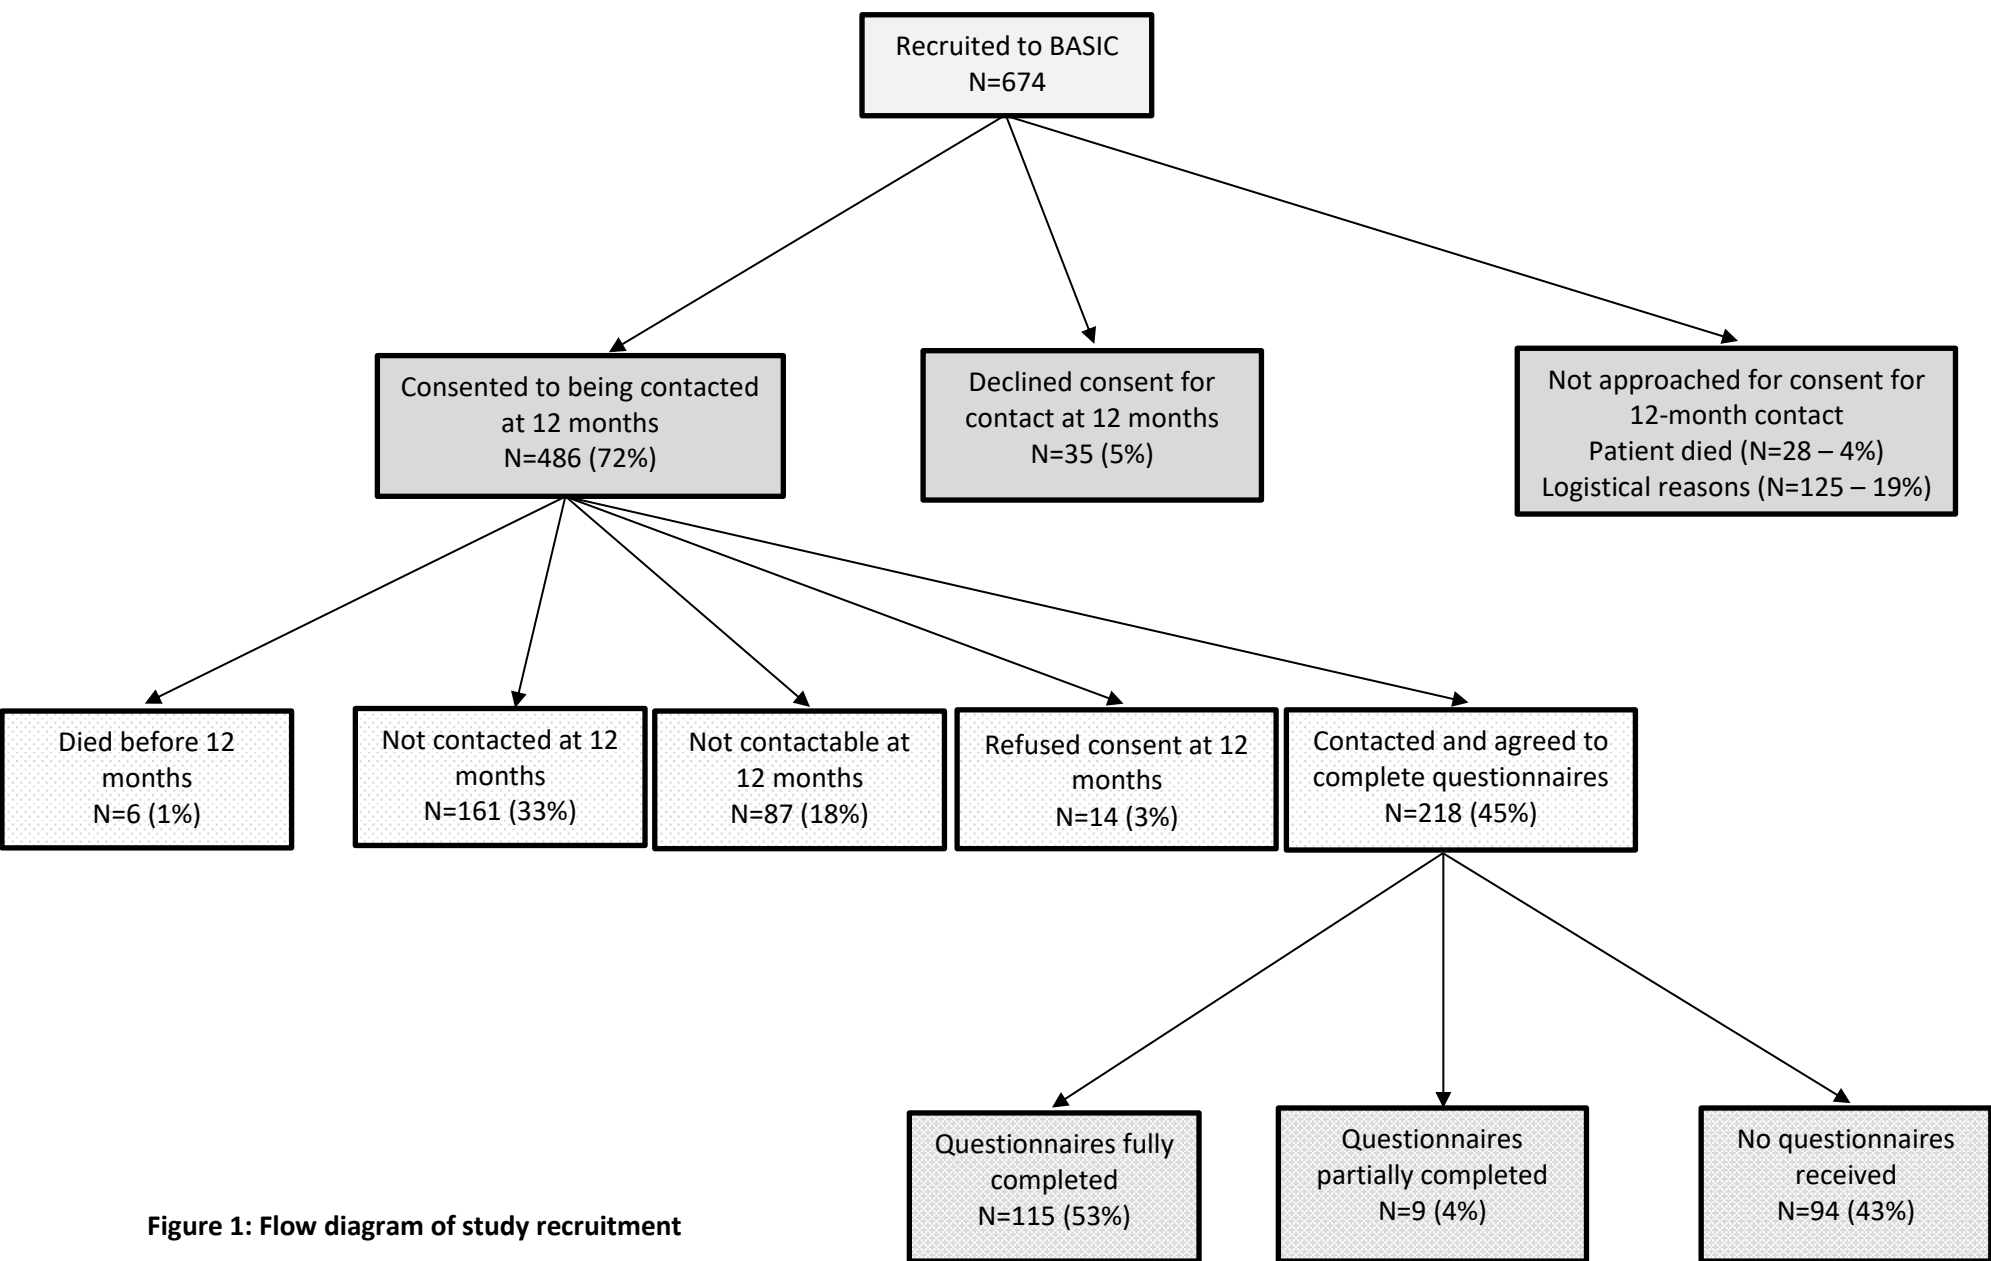 Recruited to BASIC
N=674
Consented to being contacted
at 12 months
N=486 (72%)
Declined consent for
contact at 12 months
N=35 (5%)
Not approached for consent for
12-month contact
Patient died (N=28 – 4%)
Logistical reasons (N=125 – 19%)
Died before 12
months
N=6 (1%)
Not contacted at 12
months
N=161 (33%)
Not contactable at
12 months
N=87 (18%)
Refused consent at 12
months
N=14 (3%)
Contacted and agreed to
complete questionnaires
N=218 (45%)
Questionnaires fully
completed
N=115 (53%)
Questionnaires
partially completed
N=9 (4%)
No questionnaires
received
N=94 (43%)
Figure 1: Flow diagram of study recruitment